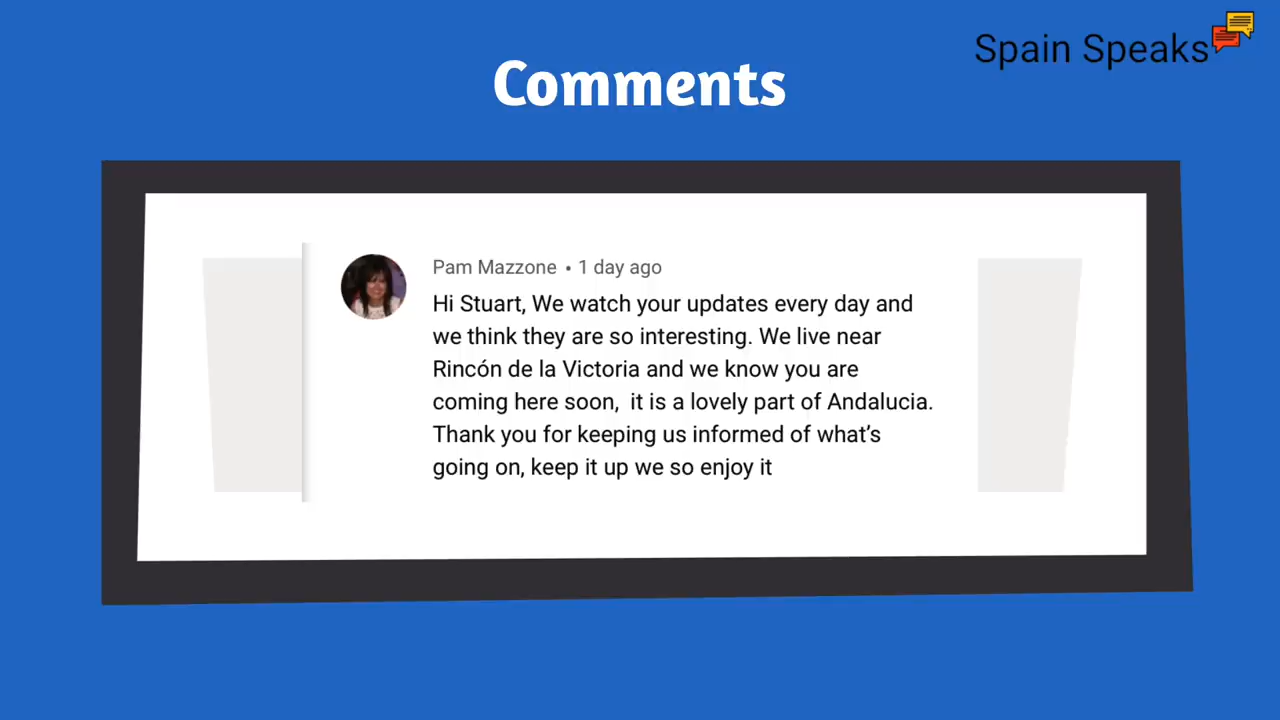 Spain Speaks
Comments
Pam Mazzone • 1 day ago
Hi Stuart, We watch your updates every day and
we think they are so interesting. We live near
Rincón de la Victoria and we know you are
coming here soon,  it is a lovely part of Andalucia.
Thank you for keeping us informed of what’s
going on, keep it up we so enjoy it